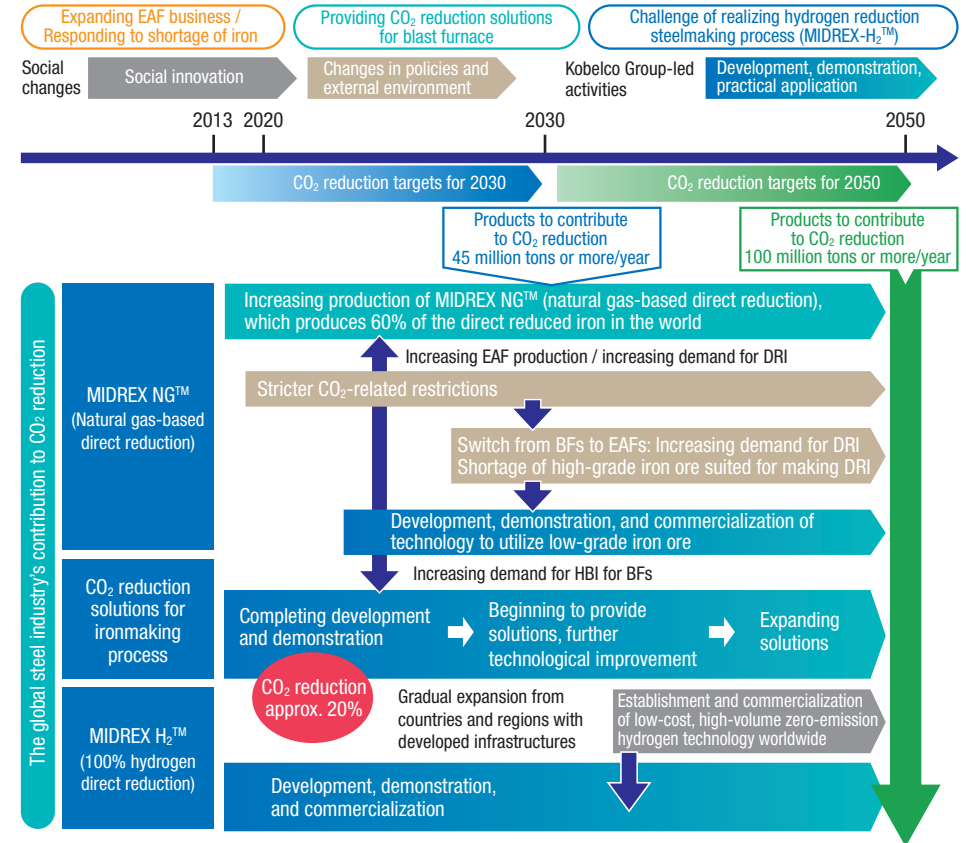 Expanding EAF business /
Responding to shortage of iron
Providing CO₂ reduction solutions
for blast furnace
Challenge of realizing hydrogen reduction
steelmaking process (MIDREX-H₂™)
Social
changes
Social innovation
Changes in policies and
external environment
Kobelco Group-led
activities
Development, demonstration,
practical application
2013 2020 2030 2050
CO₂ reduction targets for 2030
CO₂ reduction targets for 2050
Products to contribute
to CO₂ reduction
45 million tons or more/year
Products to contribute
to CO₂ reduction
100 million tons or more/year
The global steel industry's contribution to CO₂ reduction
MIDREX NG™
(Natural gas-based
direct reduction)
Increasing production of MIDREX NG™ (natural gas-based direct reduction),
which produces 60% of the direct reduced iron in the world
Increasing EAF production / increasing demand for DRI
Stricter CO₂-related restrictions
Switch from BFs to EAFs: Increasing demand for DRI
Shortage of high-grade iron ore suited for making DRI
Development, demonstration, and commercialization of
technology to utilize low-grade iron ore
Increasing demand for HBI for BFs
CO₂ reduction
solutions for
ironmaking
process
Completing development
and demonstration
Beginning to provide
solutions, further
technological improvement
Expanding
solutions
CO₂ reduction
approx. 20%
MIDREX H₂™
(100% hydrogen
direct reduction)
Gradual expansion from
countries and regions with
developed infrastructures
Establishment and commercialization
of low-cost, high-volume zero-emission
hydrogen technology worldwide
Development, demonstration,
and commercialization